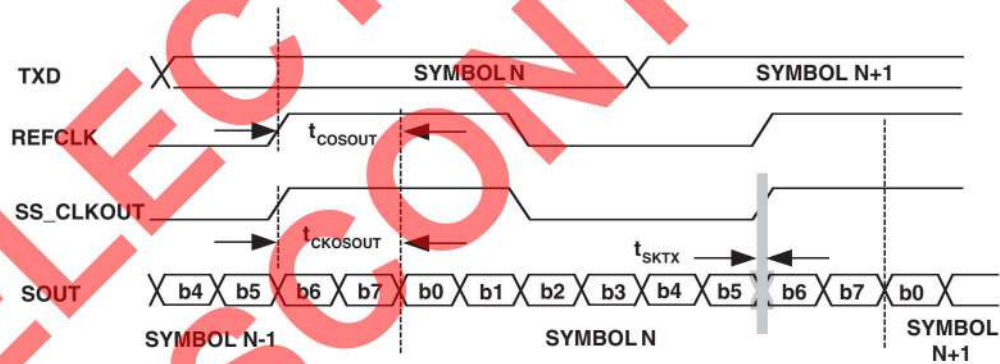 TXD
SYMBOL N
SYMBOL N+1
REFCLK
tCOSOUT
SS_CLKOUT
tCKOSOUT
tSKTX
SOUT
b4 b5 b6 b7 b0 b1 b2 b3 b4 b5 b6 b7 b0
SYMBOL N-1
SYMBOL N
SYMBOL
N+1